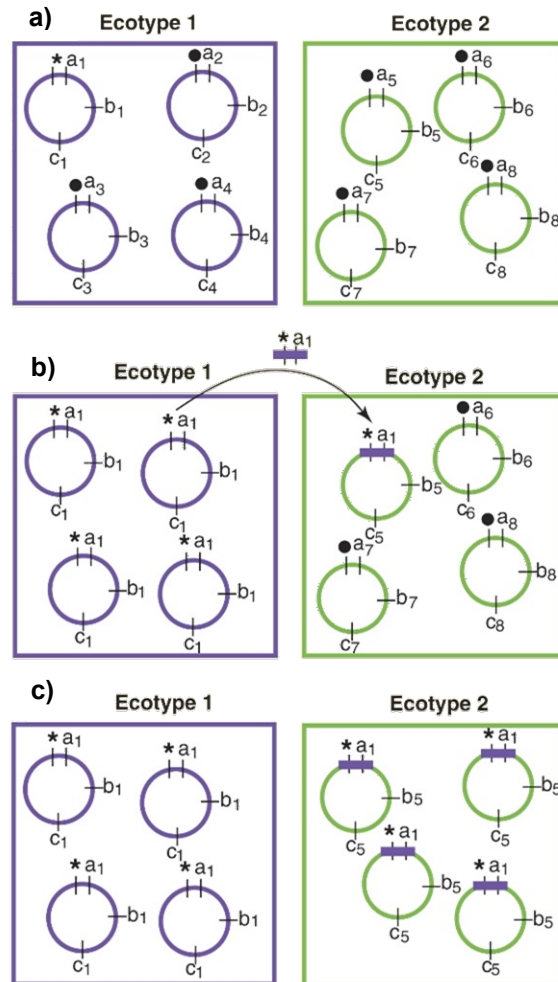 a)
Ecotype 1
Ecotype 2
* a1
b1
c1
● a2
b2
c2
● a3
b3
c3
● a4
b4
c4
● a5
b5
c5
● a6
b6
c6
● a7
b7
c7
● a8
b8
c8
* a1
b)
Ecotype 1
Ecotype 2
* a1
b1
c1
* a1
b1
c1
* a1
b1
c1
* a1
b1
c1
* a1
b5
c5
● a6
b6
c6
● a7
b7
c7
● a8
b8
c8
c)
Ecotype 1
Ecotype 2
* a1
b1
c1
* a1
b1
c1
* a1
b1
c1
* a1
b1
c1
* a1
b5
c5
* a1
b5
c5
* a1
b5
c5
* a1
b5
c5